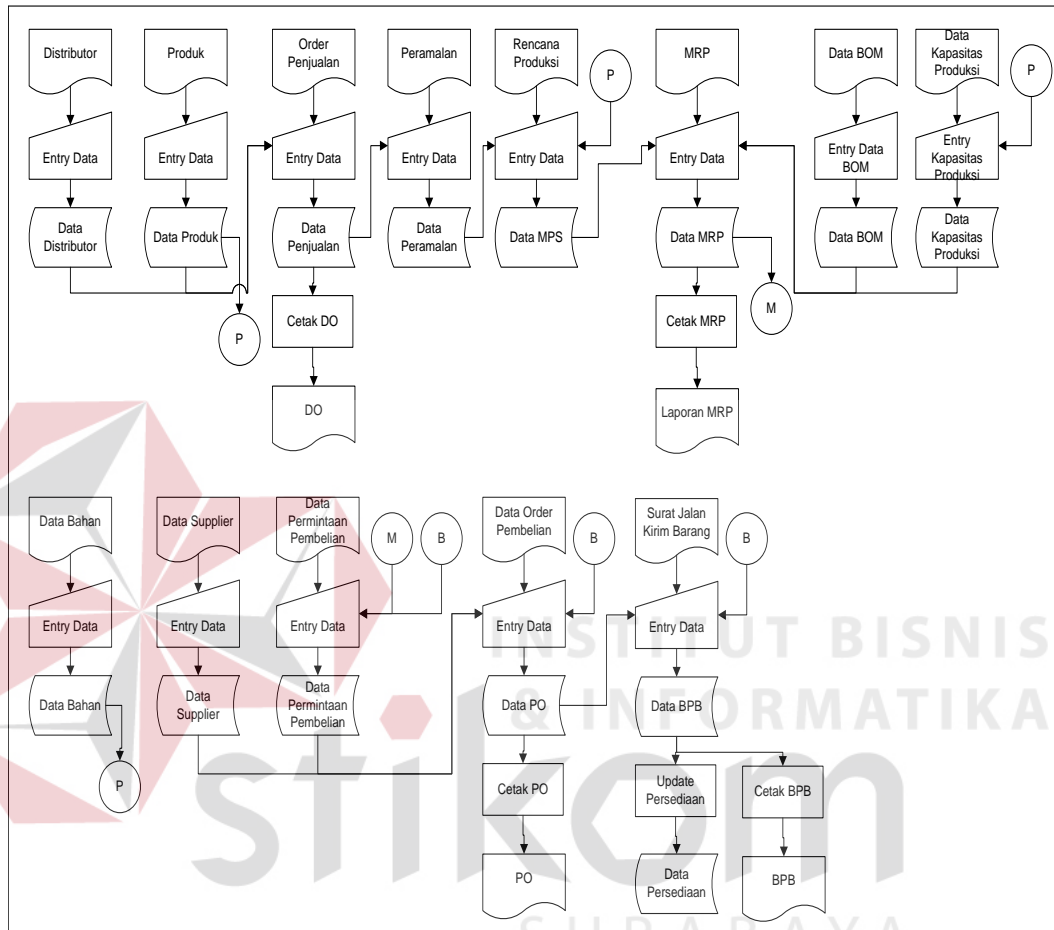 Distributor
Produk
Order
Penjualan
Peramalan
Rencana
Produksi
P
MRP
Data BOM
Data
Kapasitas
Produksi
P
Entry Data
Entry Data
Entry Data
Entry Data
Entry Data
Entry Data
Entry Data
BOM
Entry
Kapasitas
Produksi
Data
Distributor
Data Produk
Data
Penjualan
Data
Peramalan
Data MPS
Data MRP
Data BOM
Data
Kapasitas
Produksi
P
Cetak DO
Cetak MRP
M
DO
Laporan MRP
Data Bahan
Data Supplier
Data
Permintaan
Pembelian
M
B
Data Order
Pembelian
B
Surat Jalan
Kirim Barang
B
Entry Data
Entry Data
Entry Data
Entry Data
Entry Data
Data Bahan
Data
Supplier
Data
Permintaan
Pembelian
Data PO
Data BPB
P
Cetak PO
Update
Persediaan
Cetak BPB
PO
Data
Persediaan
BPB
INSTITUT BISNIS
& INFORMATIKA
stikom
SURABAYA